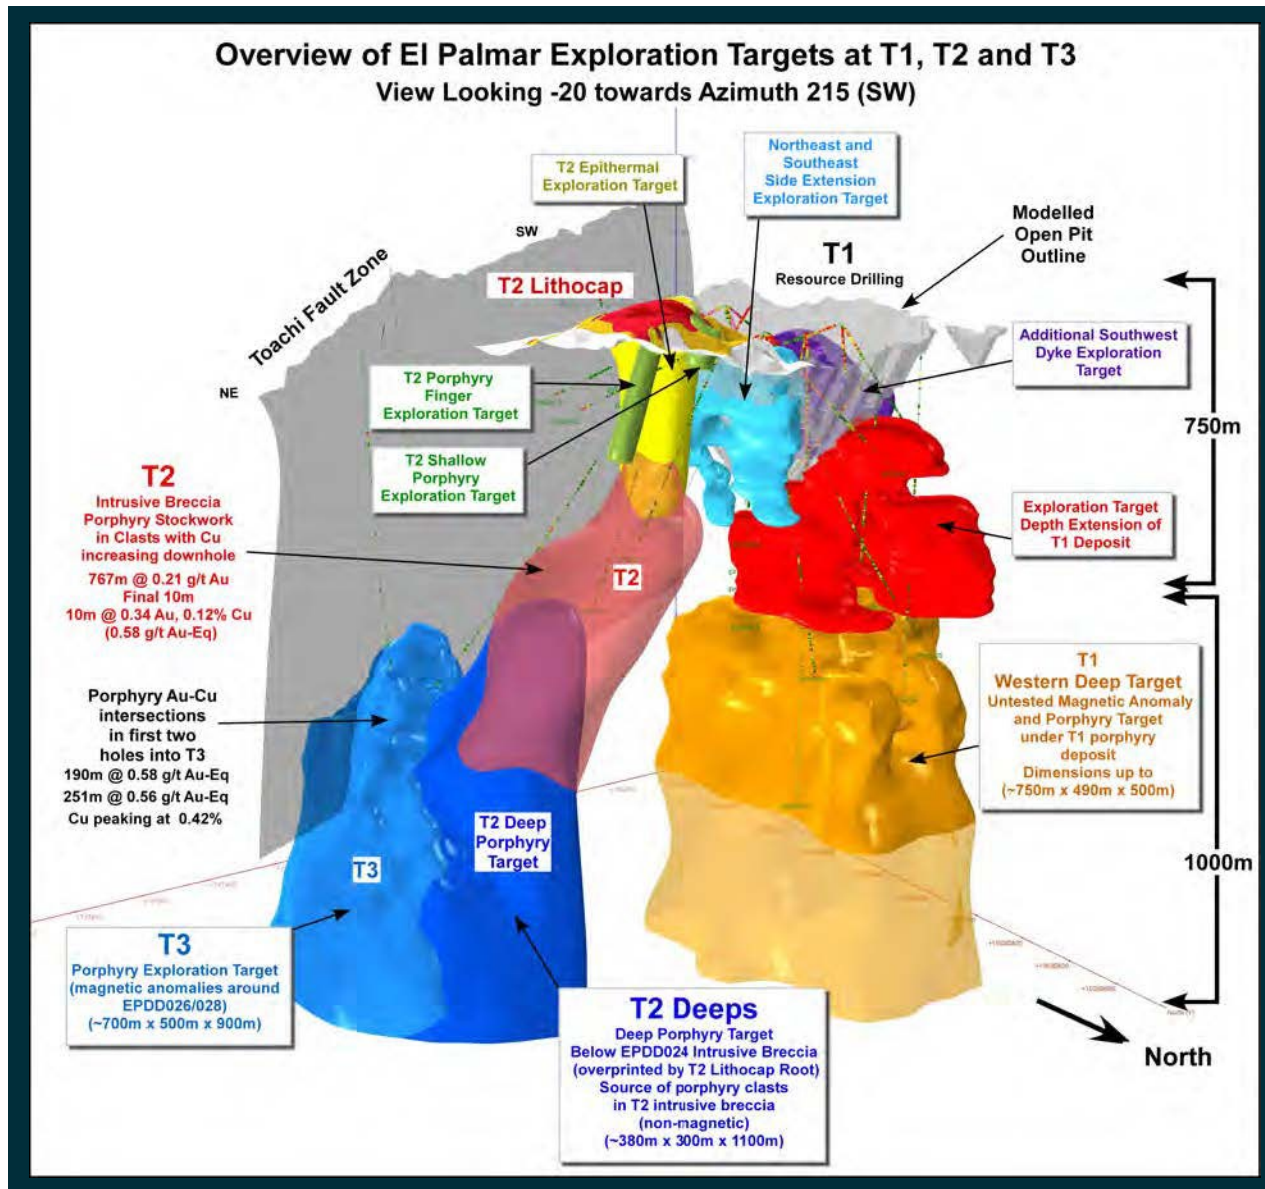 Overview of El Palmar Exploration Targets at T1, T2 and T3
View Looking -20 towards Azimuth 215 (SW)
T2 Epithermal
Exploration Target
Northeast and
Southeast
Side Extension
Exploration Target
Modelled
Open Pit
Outline
SW
T1
Resource Drilling
Toachi Fault Zone
T2 Lithocap
NE
Additional Southwest
Dyke Exploration
Target
T2 Porphyry
Finger
Exploration Target
750m
T2 Shallow
Porphyry
Exploration Target
T2
Intrusive Breccia
Porphyry Stockwork
in Clasts with Cu
increasing downhole
767m @ 0.21 g/t Au
Final 10m
10m @ 0.34 Au, 0.12% Cu
(0.58 g/t Au-Eq)
Exploration Target
Depth Extension of
T1 Deposit
T2
Porphyry Au-Cu
intersections
in first two
holes into T3
190m @ 0.58 g/t Au-Eq
251m @ 0.56 g/t Au-Eq
Cu peaking at 0.42%
T1
Western Deep Target
Untested Magnetic Anomaly
and Porphyry Target
under T1 porphyry
deposit
Dimensions up to
(~750m x 490m x 500m)
T2 Deep
Porphyry
Target
T3
1000m
T3
Porphyry Exploration Target
(magnetic anomalies around
EPDD026/028)
(~700m x 500m x 900m)
T2 Deeps
Deep Porphyry Target
Below EPDD024 Intrusive Breccia
(overprinted by T2 Lithocap Root)
Source of porphyry clasts
in T2 intrusive breccia
(non-magnetic)
(~380m x 300m x 1100m)
North